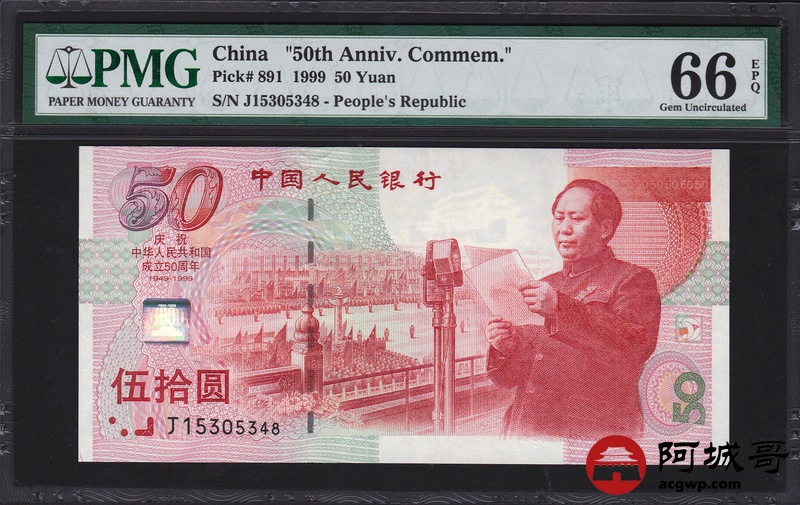 PMG
PAPER MONEY GUARANTY
China "50th Anniv. Commem."
Pick# 891 1999 50 Yuan
S/N J15305348 - People's Republic
66 EPQ
Gem Uncirculated
50
中国人民银行
庆祝
中华人民共和国
成立50周年
1949-1999
伍拾圆
J15305348
50
阿城哥
acgwp.com